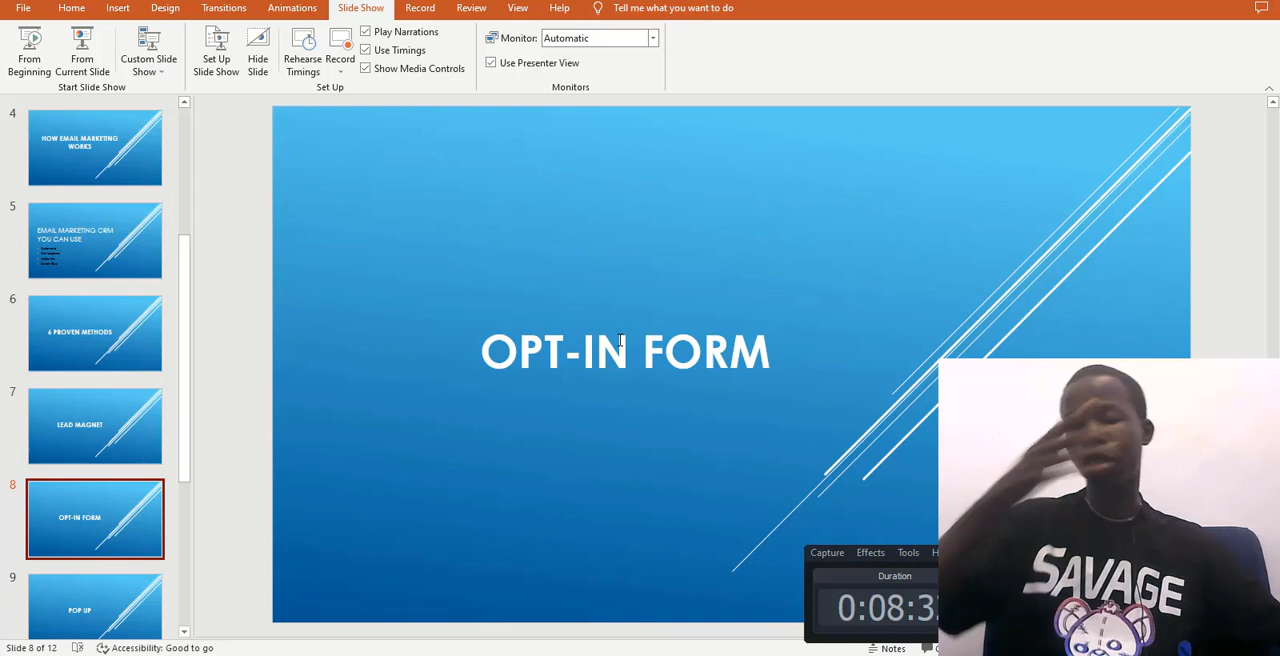 File Home Insert Design Transitions Animations Slide Show Record Review View Help Tell me what you want to do
From Beginning
From Current Slide
Custom Slide Show
Set Up Slide Show
Hide Slide
Rehearse Timings
Record
Play Narrations
Use Timings
Show Media Controls
Monitor: Automatic
Use Presenter View
Start Slide Show
Set Up
Monitors
4
HOW EMAIL MARKETING
WORKS
5
EMAIL MARKETING CRM
YOU CAN USE
6
6 PROVEN METHODS
7
LEAD MAGNET
8
OPT-IN FORM
9
POP UP
OPT-IN FORM
Capture Effects Tools
Duration
0:08:3
SAVAGE
Slide 8 of 12
Accessibility: Good to go
Notes